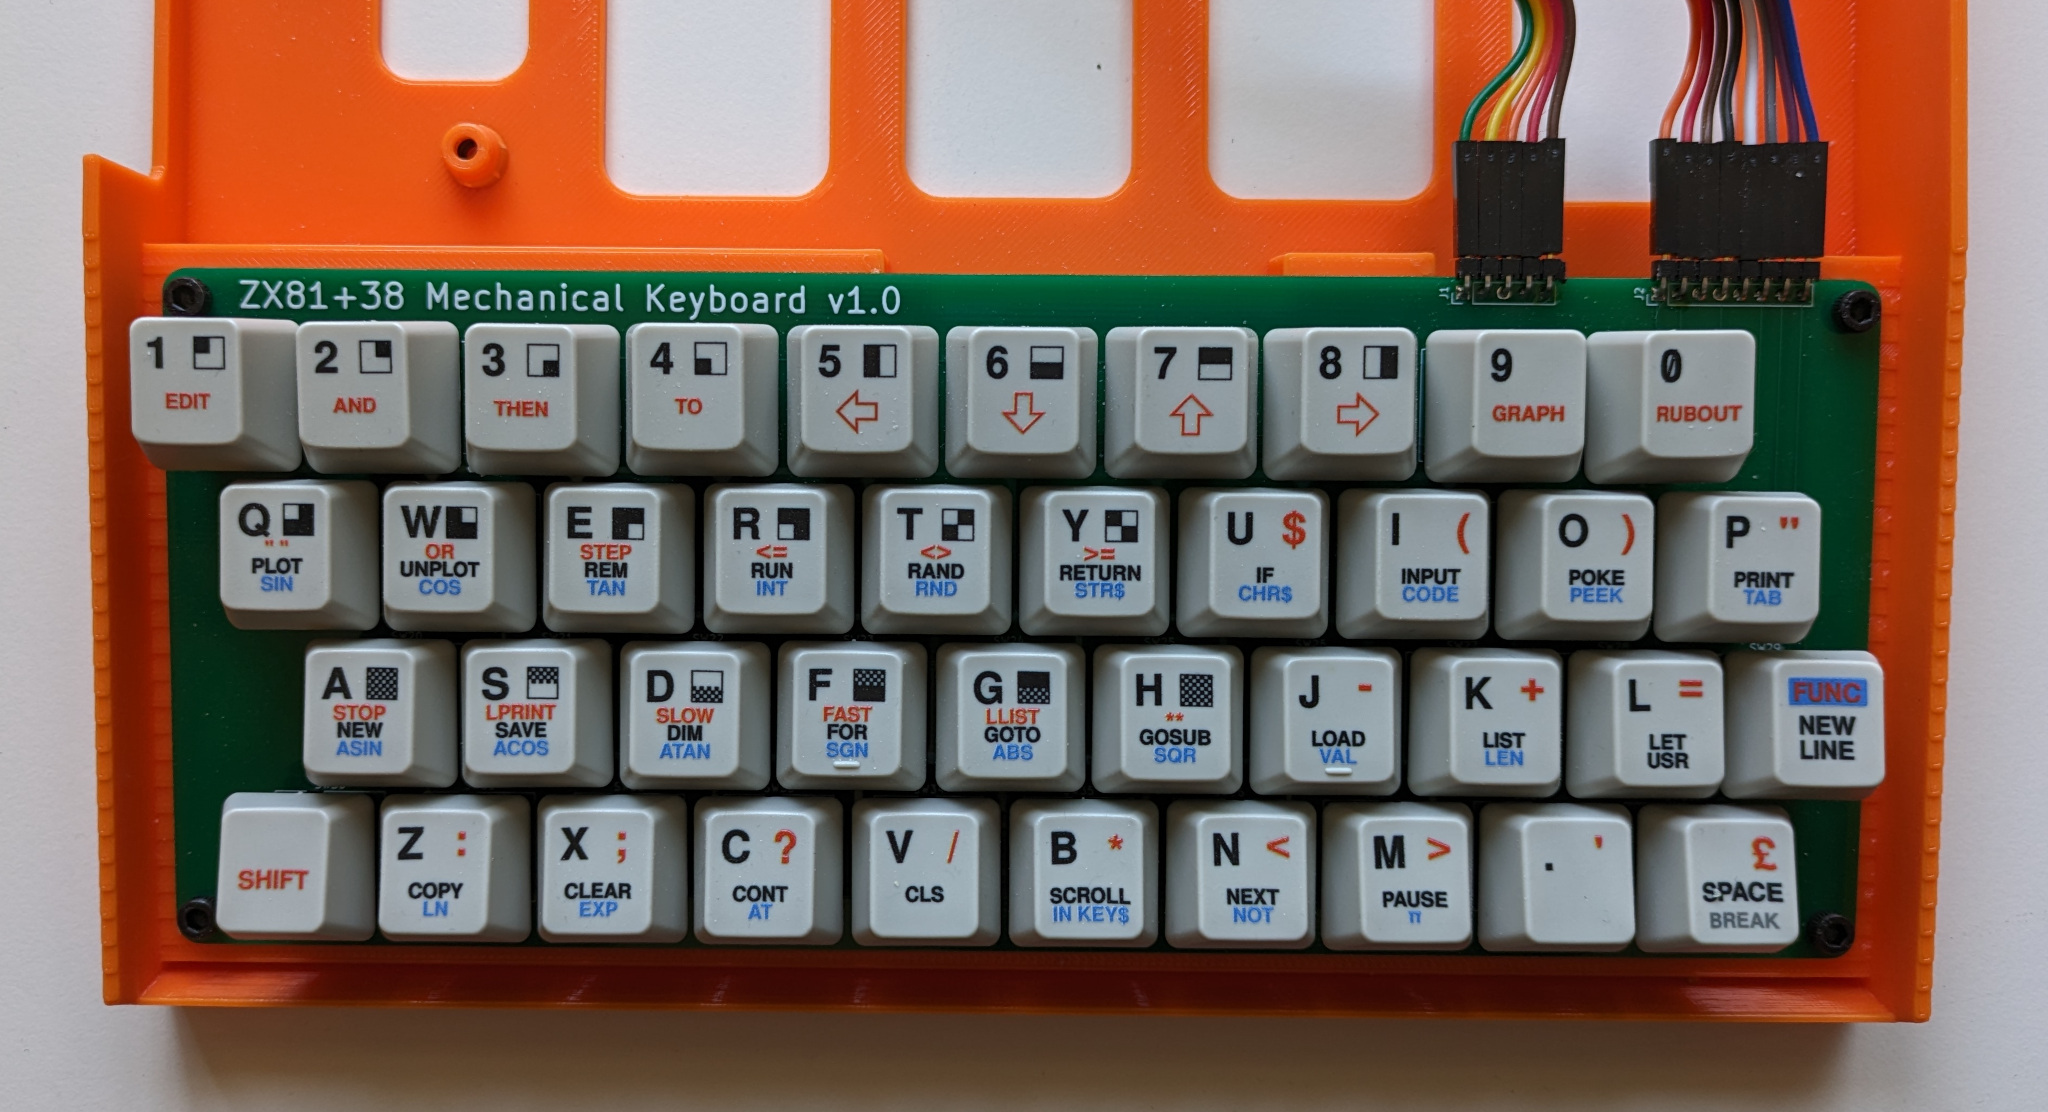 J1
J2
ZX81+38 Mechanical Keyboard v1.0
1
EDIT
2
AND
3
THEN
4
TO
5
6
7
8
9
GRAPH
0
RUBOUT
Q
" "
PLOT
SIN
W
OR
UNPLOT
COS
E
STEP
REM
TAN
R
<=
RUN
INT
T
<>
RAND
RND
Y
>=
RETURN
STR$
U $
IF
CHR$
I (
INPUT
CODE
O )
POKE
PEEK
P "
PRINT
TAB
SW29
A
STOP
NEW
ASIN
S
LPRINT
SAVE
ACOS
D
SLOW
DIM
ATAN
F
FAST
FOR
SGN
G
LLIST
GOTO
ABS
H
**
GOSUB
SQR
J -
LOAD
VAL
K +
LIST
LEN
L =
LET
USR
FUNC
NEW
LINE
SHIFT
Z :
COPY
LN
X ;
CLEAR
EXP
C ?
CONT
AT
V /
CLS
B *
SCROLL
IN KEY$
N <
NEXT
NOT
M >
PAUSE
π
. '
£
SPACE
BREAK